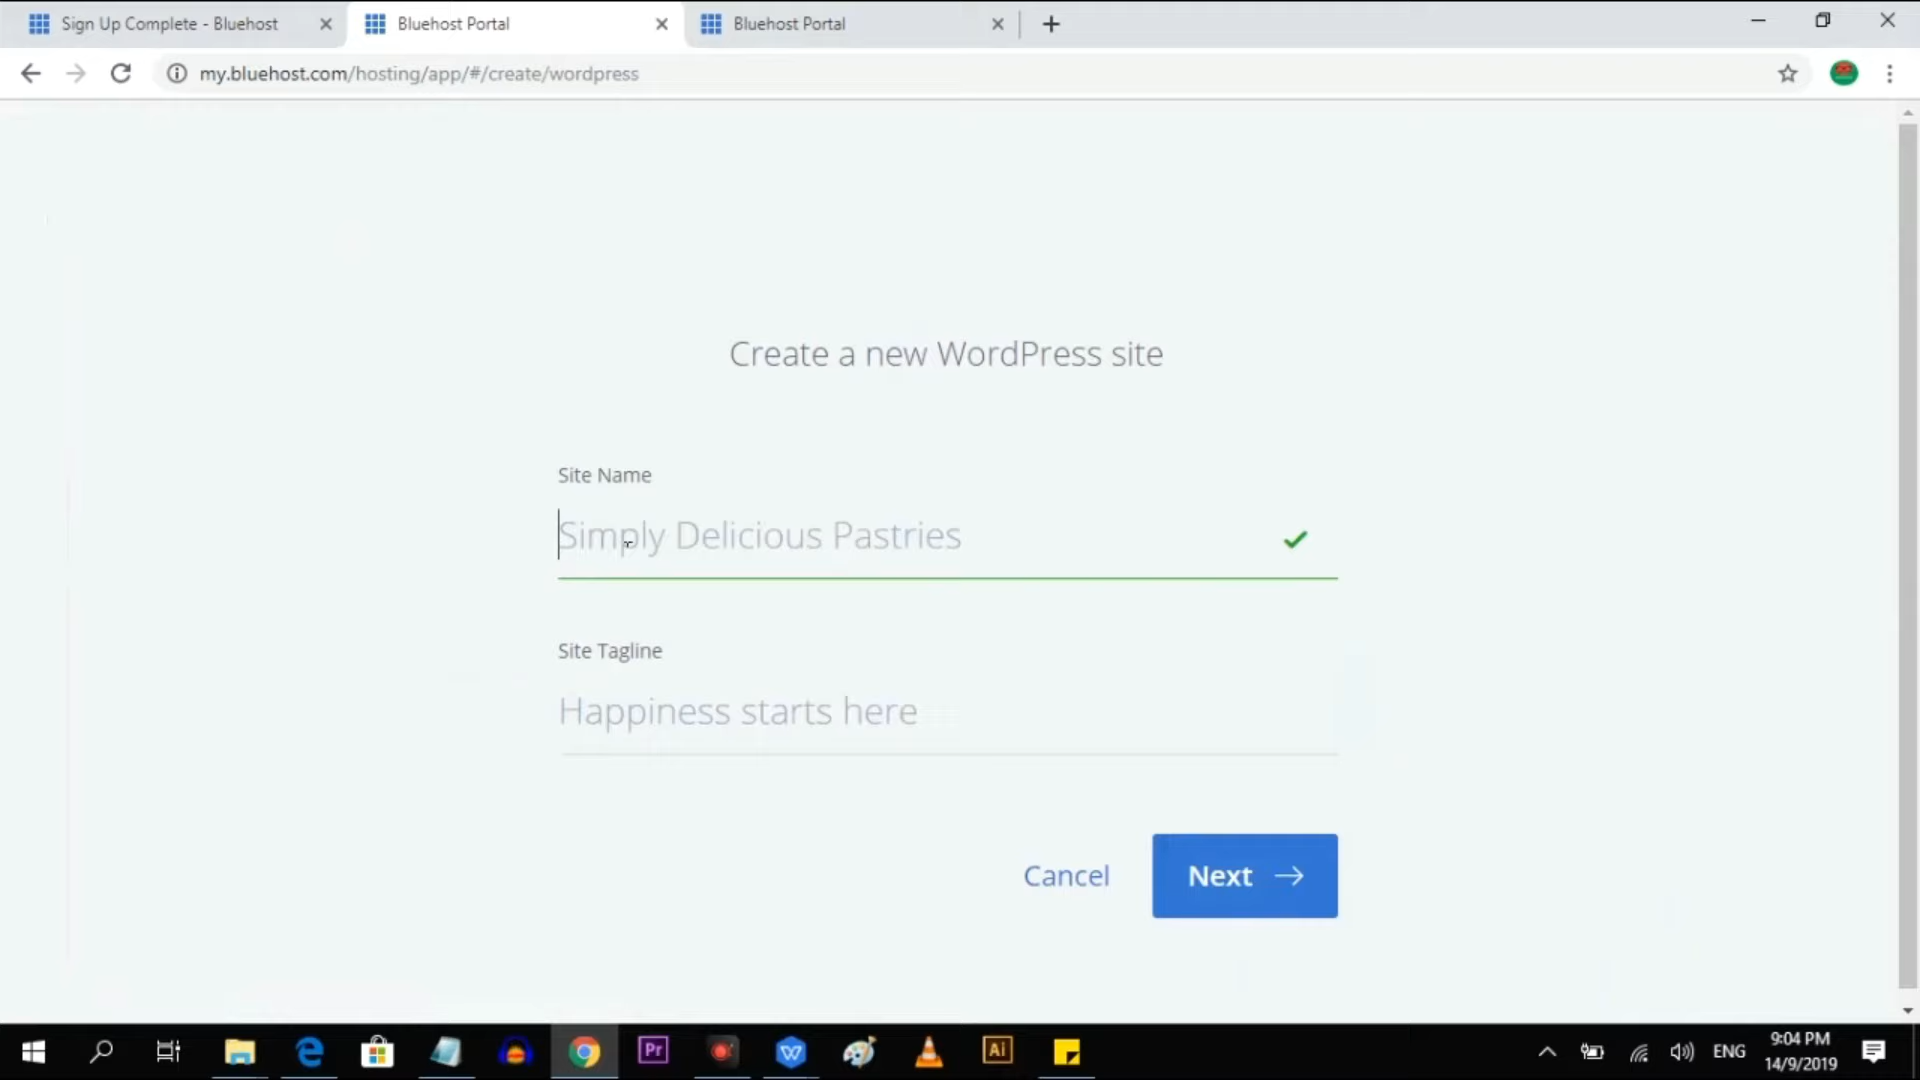 Sign Up Complete - Bluehost
Bluehost Portal
Bluehost Portal
my.bluehost.com/hosting/app/#/create/wordpress
Create a new WordPress site
Site Name
Simply Delicious Pastries
Site Tagline
Happiness starts here
Cancel
Next
Pr
W
Ai
ENG
9:04 PM
14/9/2019